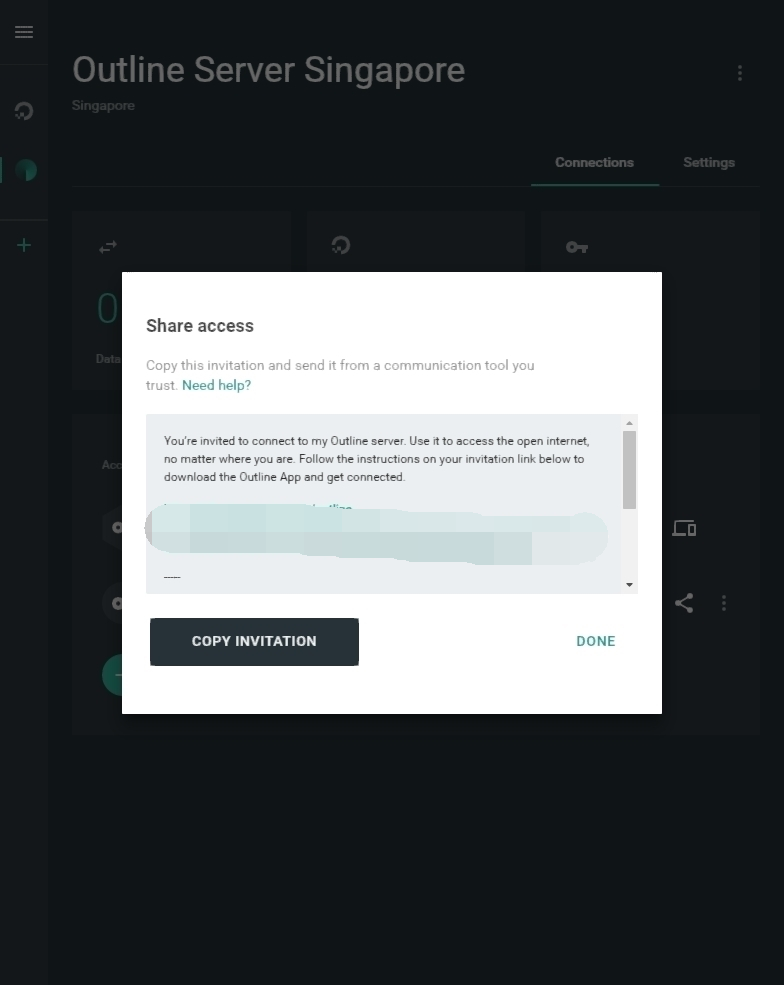 Outline Server Singapore
Singapore
Connections
Settings
0
Data
Acc
Share access
Copy this invitation and send it from a communication tool you
trust. Need help?
You're invited to connect to my Outline server. Use it to access the open internet,
no matter where you are. Follow the instructions on your invitation link below to
download the Outline App and get connected.
-----
COPY INVITATION
DONE